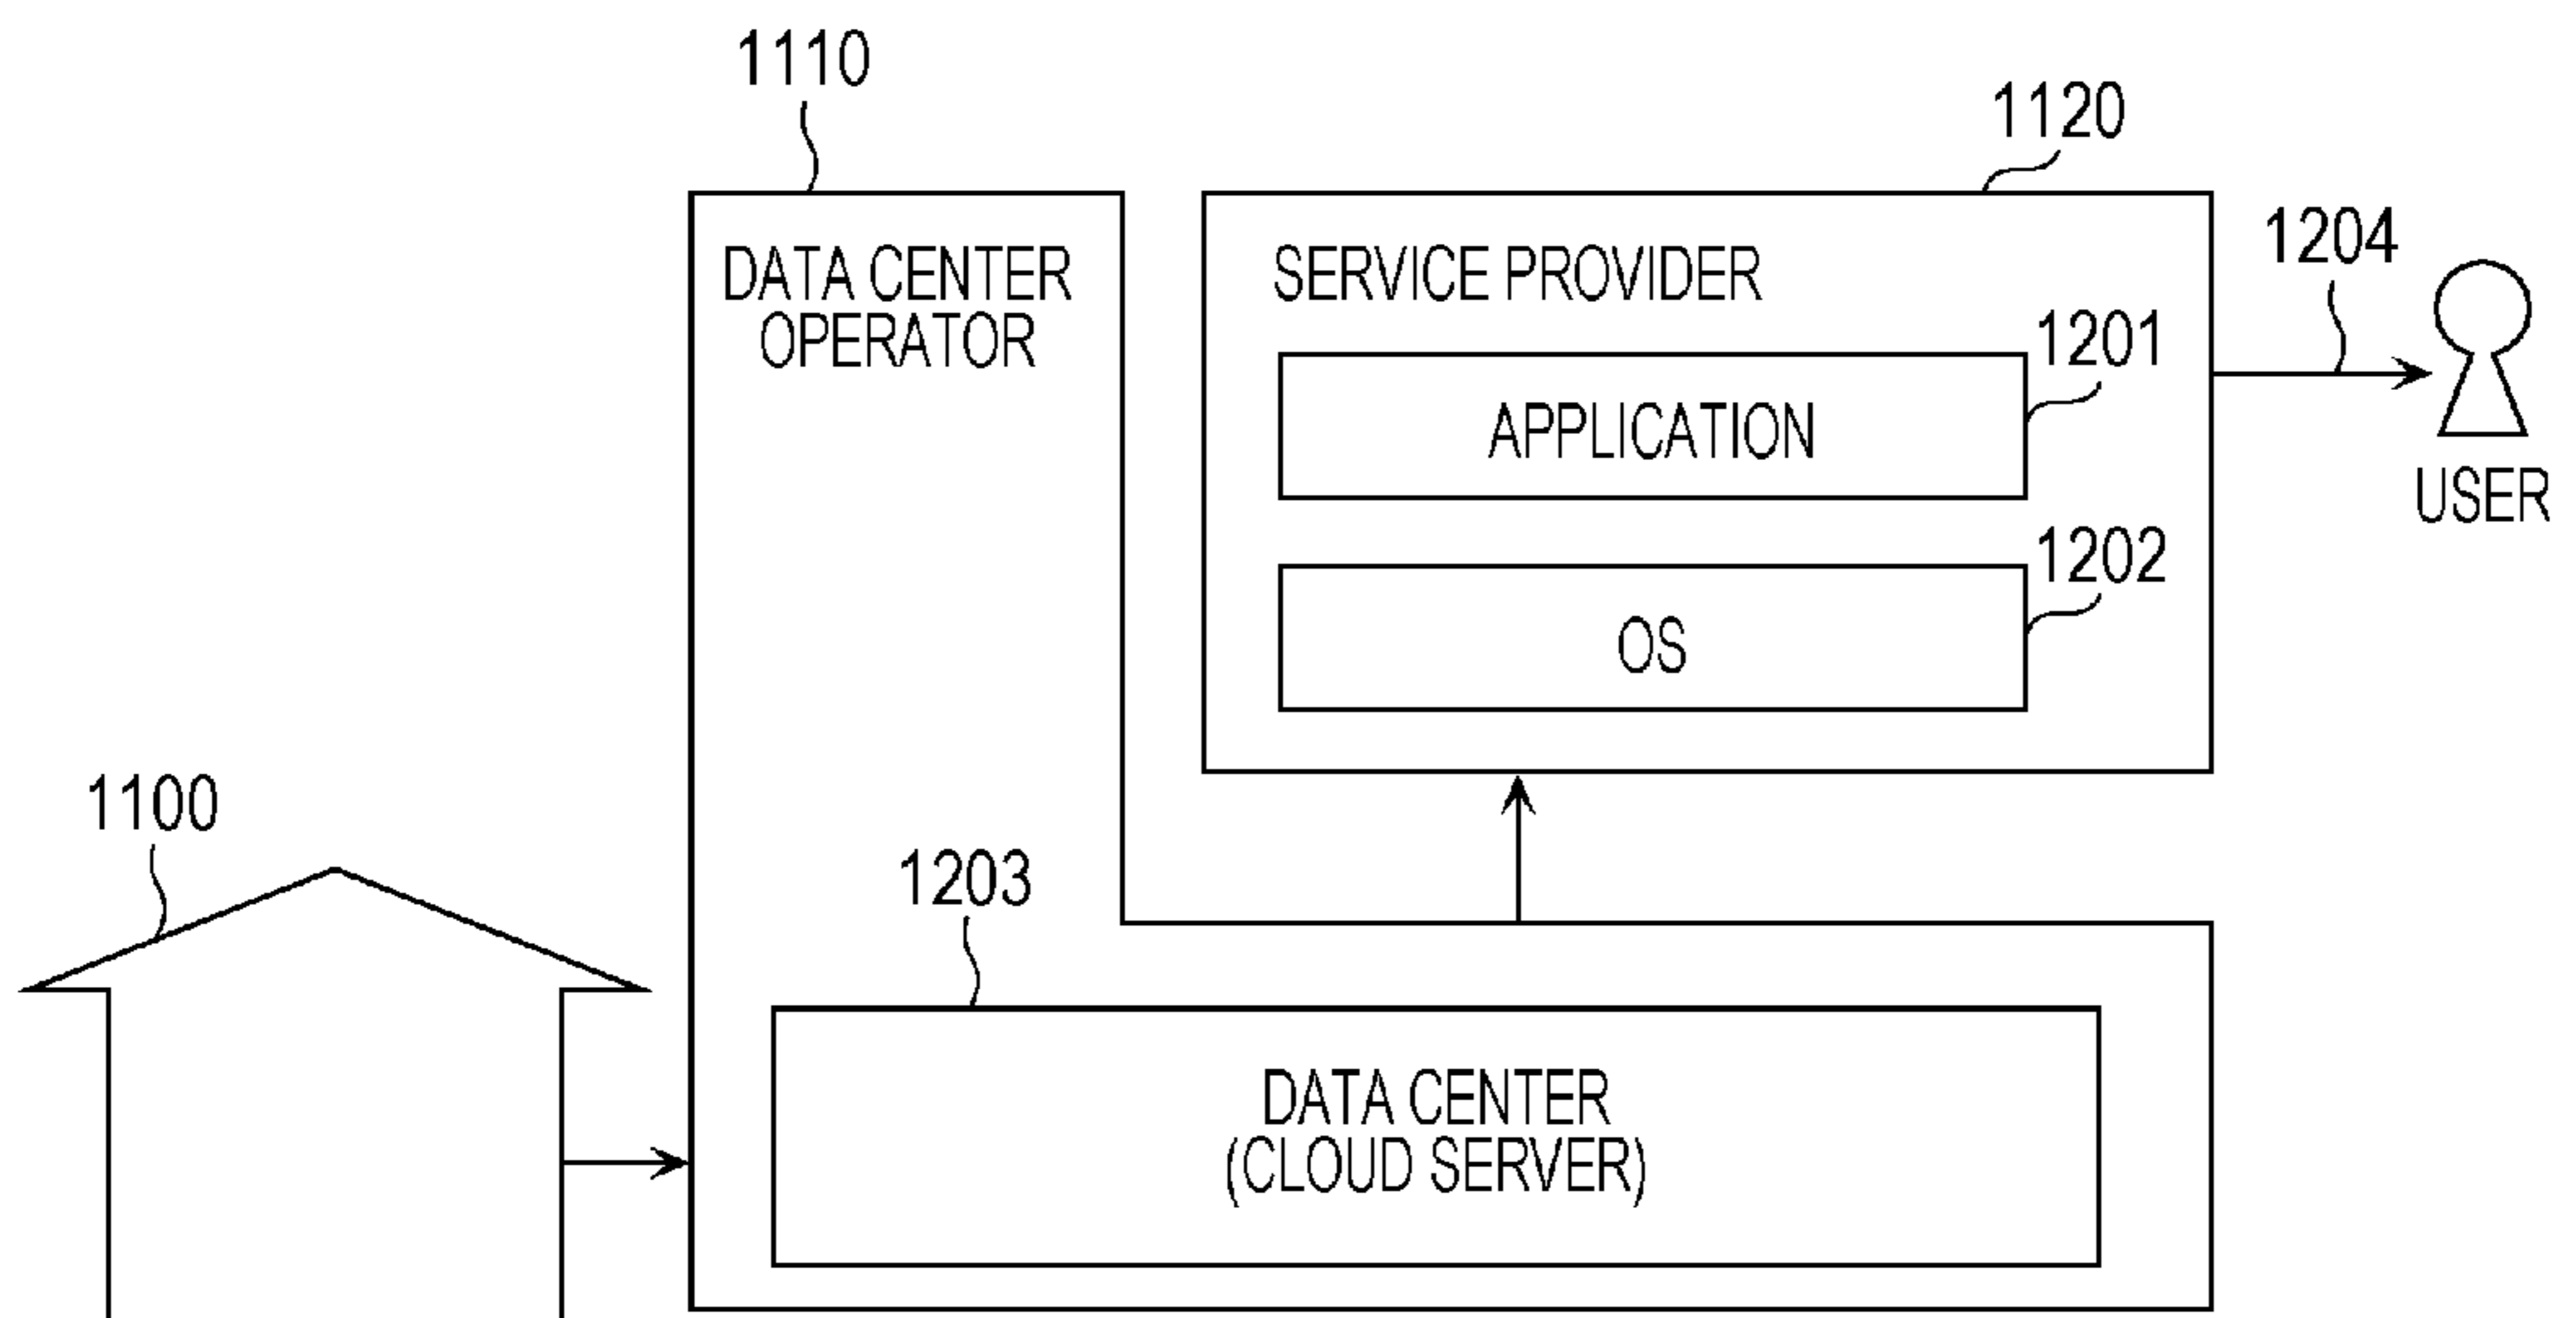 1110
1120
DATA CENTER
OPERATOR
SERVICE PROVIDER
1204
1201
APPLICATION
USER
1202
OS
1100
1203
DATA CENTER
(CLOUD SERVER)